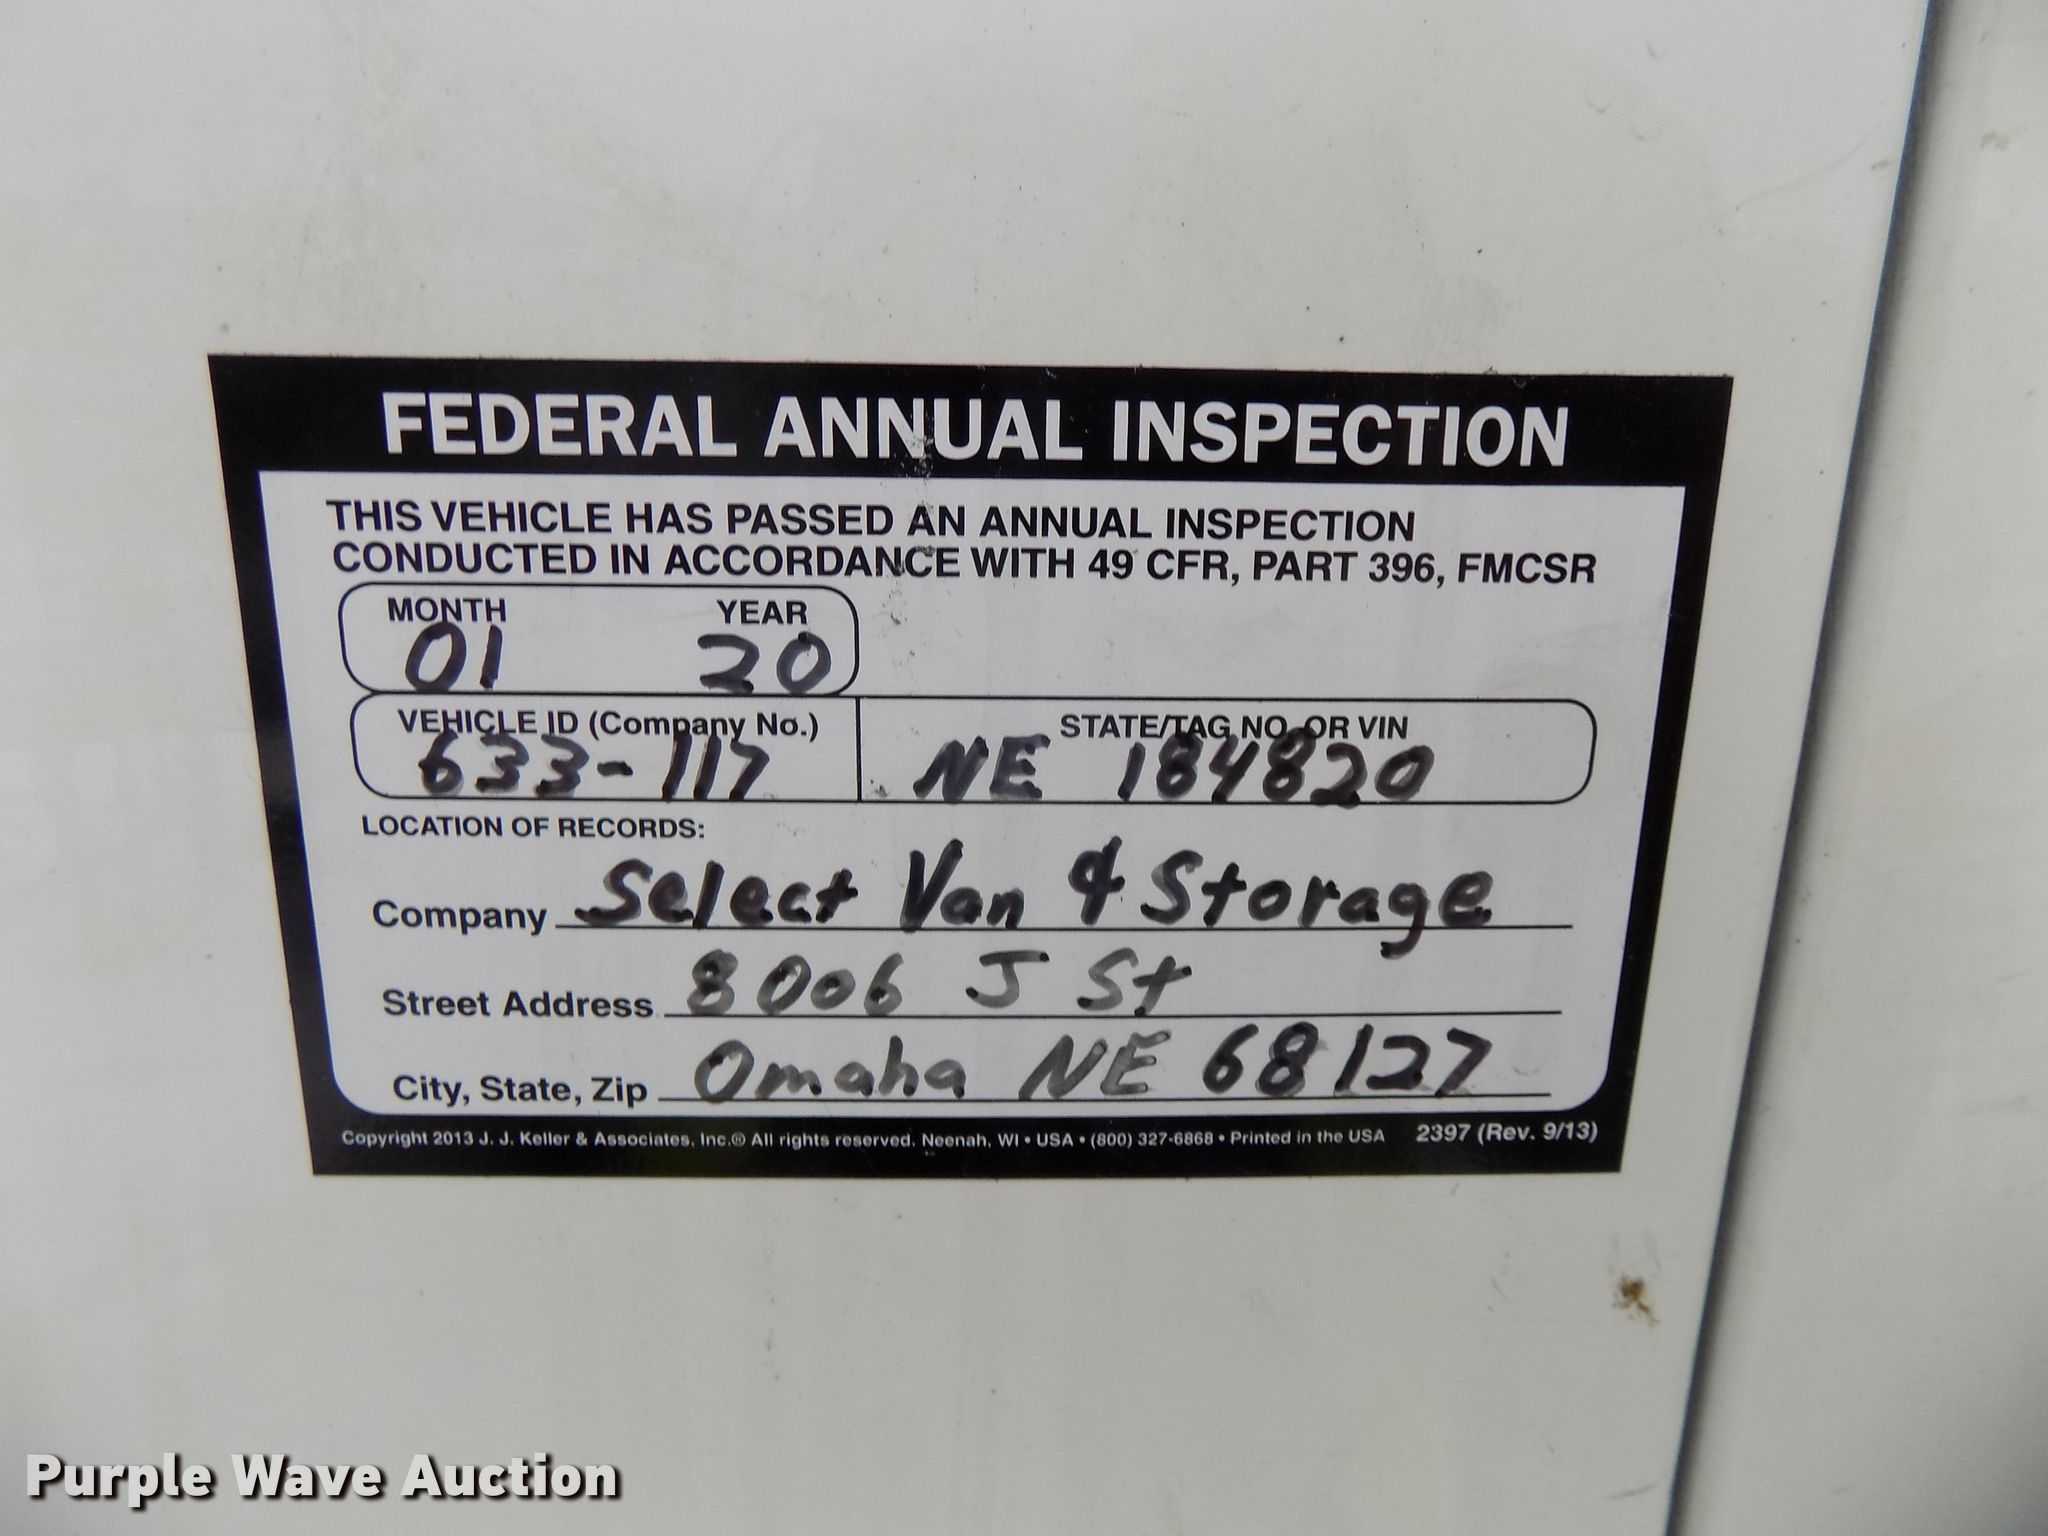 FEDERAL ANNUAL INSPECTION
THIS VEHICLE HAS PASSED AN ANNUAL INSPECTION
CONDUCTED IN ACCORDANCE WITH 49 CFR, PART 396, FMCSR
MONTH YEAR
01 20
VEHICLE ID (Company No.) STATE/TAG NO. OR VIN
633-117 NE 184820
LOCATION OF RECORDS:
Company Select Van & Storage
Street Address 8006 J St
City, State, Zip Omaha NE 68127
Copyright 2013 J. J. Keller & Associates, Inc.® All rights reserved. Neenah, WI • USA • (800) 327-6868 • Printed in the USA 2397 (Rev. 9/13)
Purple Wave Auction